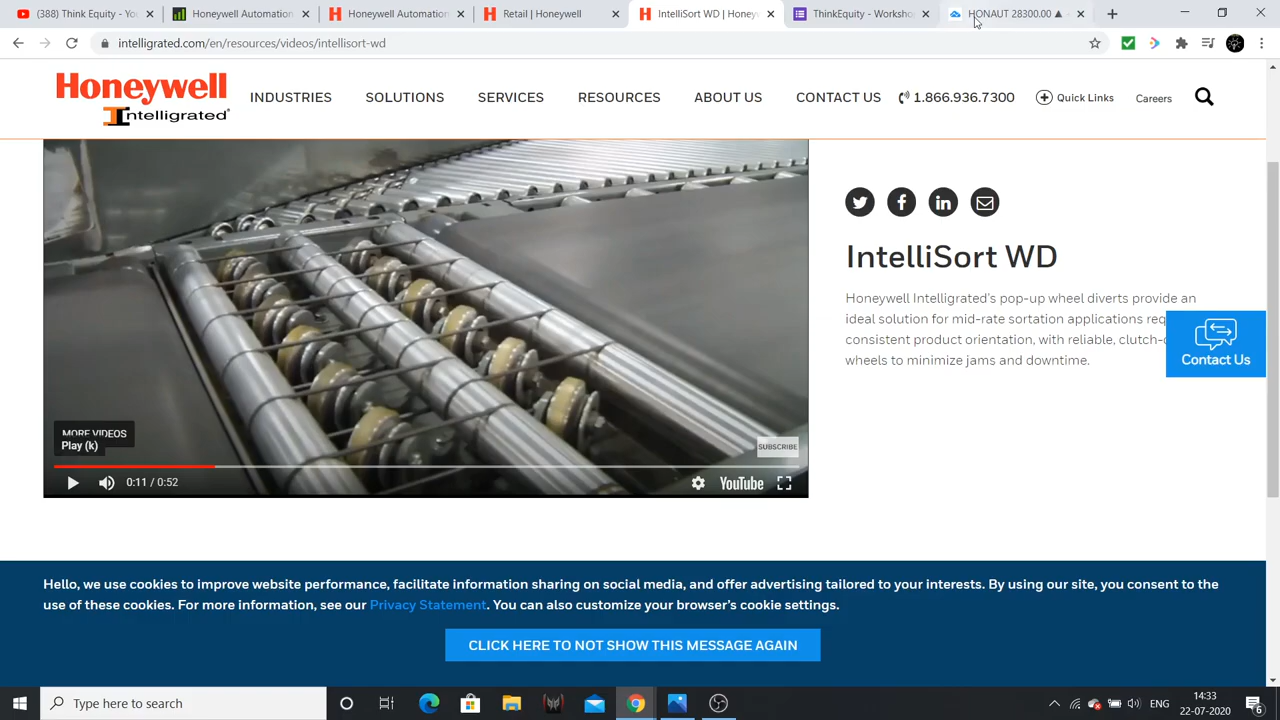 (388) Think Equity - You
Honeywell Automation
Honeywell Automation
Retail | Honeywell
IntelliSort WD | Honeyw
ThinkEquity - Workshop
HONAUT 28300.00 ▲
intelligrated.com/en/resources/videos/intellisort-wd
Honeywell
Intelligrated®
INDUSTRIES
SOLUTIONS
SERVICES
RESOURCES
ABOUT US
CONTACT US
1.866.936.7300
Quick Links
Careers
IntelliSort WD
Honeywell Intelligrated's pop-up wheel diverts provide an
ideal solution for mid-rate sortation applications req
consistent product orientation, with reliable, clutch-
wheels to minimize jams and downtime.
Contact Us
MORE VIDEOS
Play (k)
SUBSCRIBE
0:11 / 0:52
YouTube
Hello, we use cookies to improve website performance, facilitate information sharing on social media, and offer advertising tailored to your interests. By using our site, you consent to the
use of these cookies. For more information, see our Privacy Statement. You can also customize your browser's cookie settings.
CLICK HERE TO NOT SHOW THIS MESSAGE AGAIN
Type here to search
ENG
14:33
22-07-2020
6